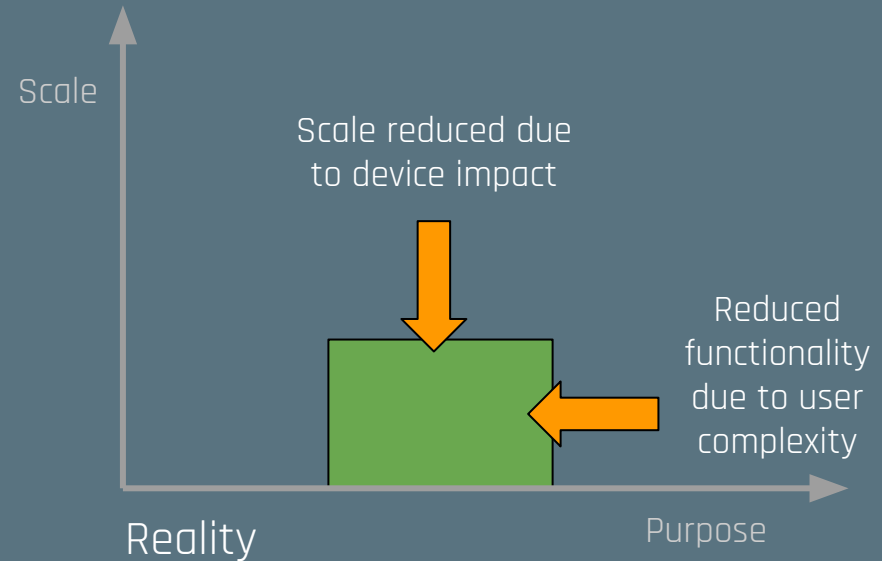 Scale
Scale reduced due
to device impact
Reduced
functionality
due to user
complexity
Reality
Purpose